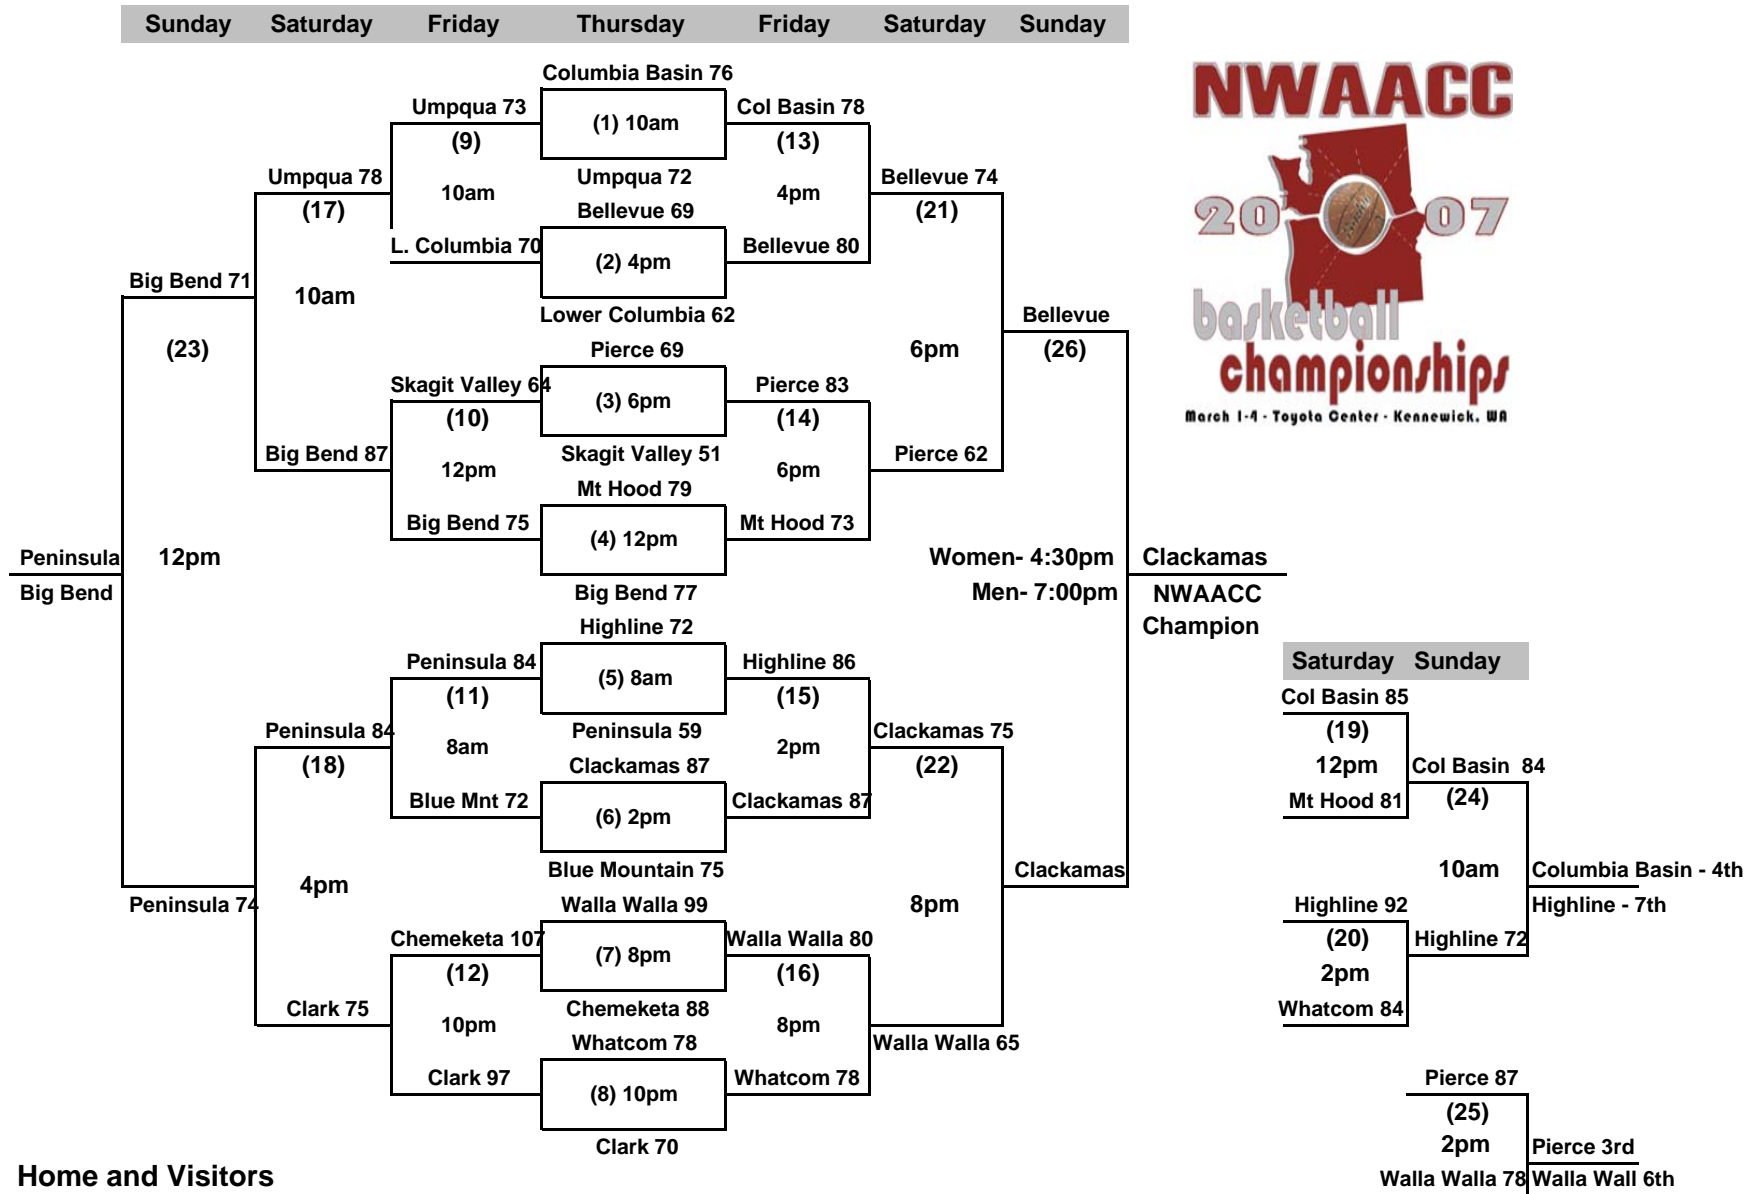 Sunday Saturday Friday Thursday Friday Saturday Sunday
Columbia Basin 76
Umpqua 73 Col Basin 78
(1) 10am
(9) (13)
Umpqua 78 10am Umpqua 72 4pm Bellevue 74
(17) Bellevue 69 (21)
L. Columbia 70 Bellevue 80
(2) 4pm
Big Bend 71 10am
Lower Columbia 62 Bellevue
(23) Pierce 69 6pm (26)
Skagit Valley 64 Pierce 83
(3) 6pm
(10) (14)
Big Bend 87 12pm Skagit Valley 51 6pm Pierce 62
Mt Hood 79
Big Bend 75 Mt Hood 73
(4) 12pm
Peninsula 12pm Women- 4:30pm Clackamas
Big Bend Big Bend 77 Men- 7:00pm NWAACC
Highline 72 Champion
Peninsula 84 Highline 86
(5) 8am
(11) (15)
Peninsula 84 8am Peninsula 59 2pm Clackamas 75
(18) Clackamas 87 (22)
Blue Mnt 72 Clackamas 87
(6) 2pm
4pm Blue Mountain 75 Clackamas
Peninsula 74 Walla Walla 99 8pm
Chemeketa 107 Walla Walla 80
(7) 8pm
(12) (16)
Clark 75 10pm Chemeketa 88 8pm
Whatcom 78 Walla Walla 65
Clark 97 Whatcom 78
(8) 10pm
Clark 70
Home and Visitors
NWAACC
20 07
basketball
championships
March 1-4 - Toyota Center - Kennewick, WA
Saturday Sunday
Col Basin 85
(19)
12pm Col Basin 84
Mt Hood 81 (24)
10am Columbia Basin - 4th
Highline 92 Highline - 7th
(20) Highline 72
2pm
Whatcom 84
Pierce 87
(25)
2pm Pierce 3rd
Walla Walla 78 Walla Wall 6th